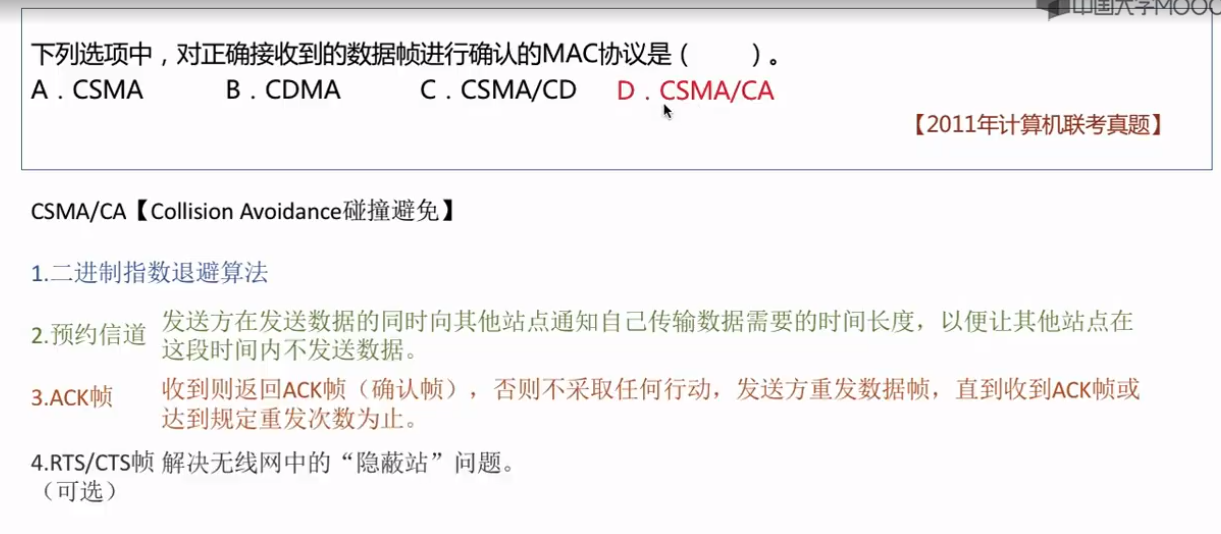 中国大学MOOC
下列选项中，对正确接收到的数据帧进行确认的MAC协议是（　　）。
A．CSMA　B．CDMA　C．CSMA/CD　D．CSMA/CA
【2011年计算机联考真题】
CSMA/CA【Collision Avoidance碰撞避免】
1.二进制指数退避算法
2.预约信道 发送方在发送数据的同时向其他站点通知自己传输数据需要的时间长度，以便让其他站点在
这段时间内不发送数据。
3.ACK帧 收到则返回ACK帧（确认帧），否则不采取任何行动，发送方重发数据帧，直到收到ACK帧或
达到规定重发次数为止。
4.RTS/CTS帧 解决无线网中的“隐蔽站”问题。
（可选）